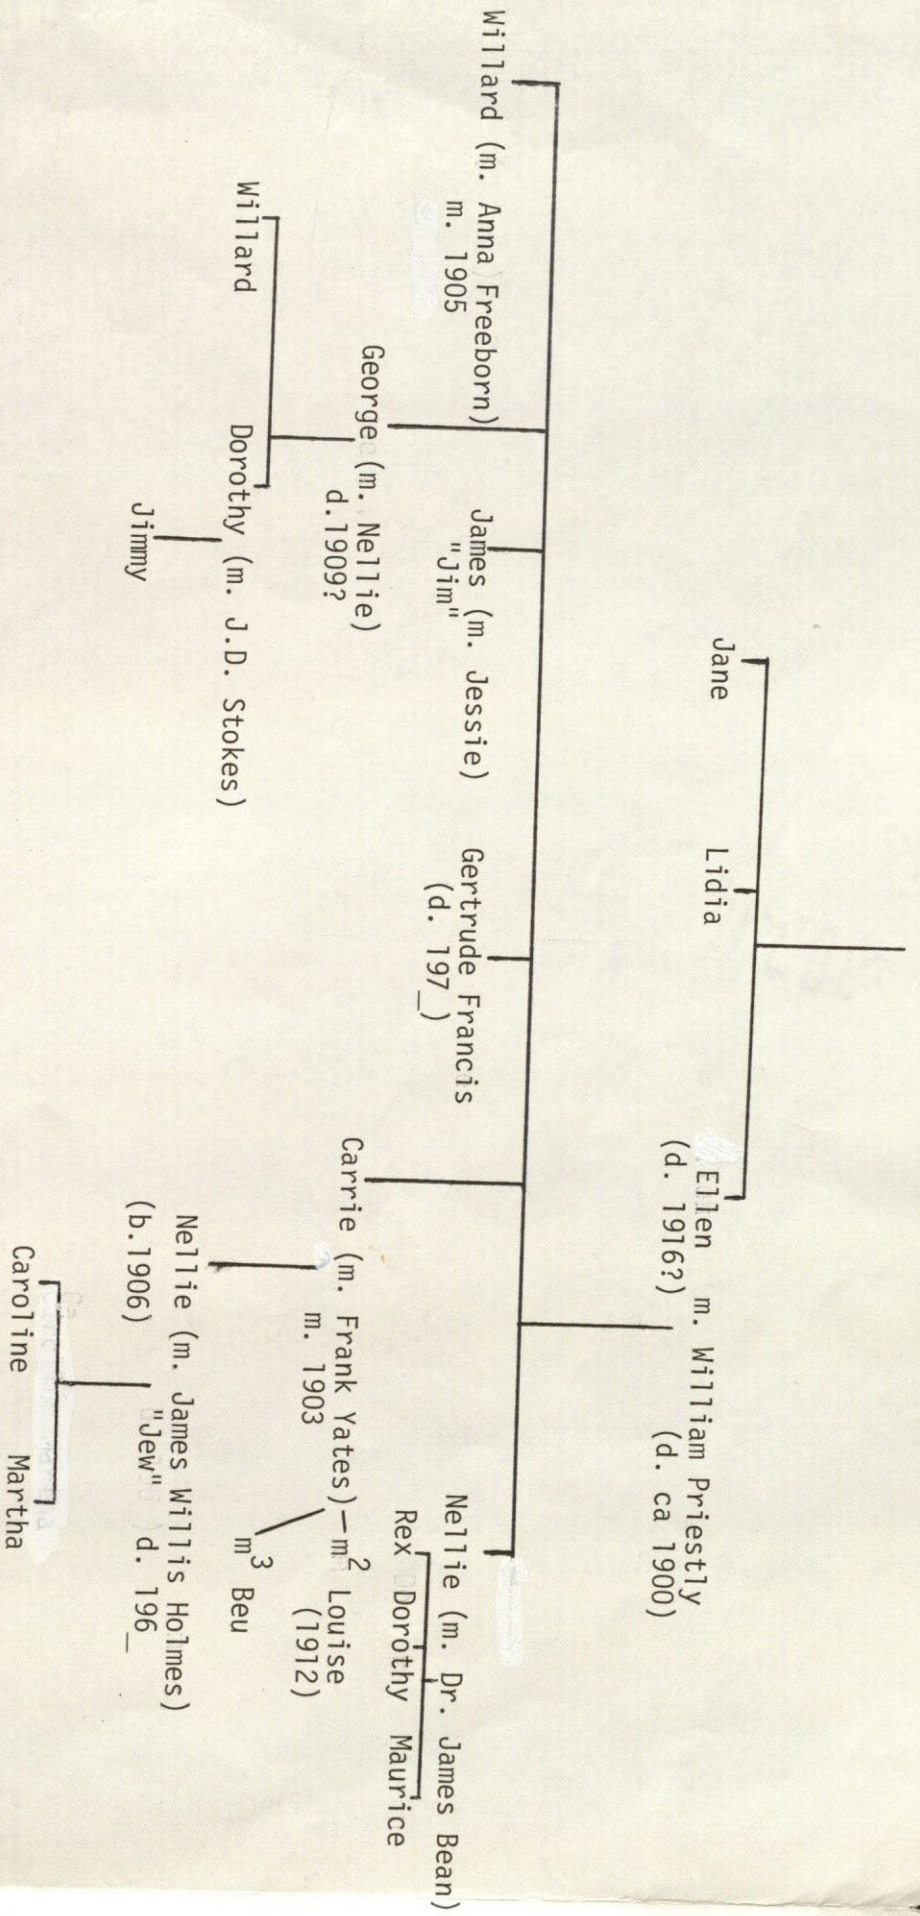 Jane Lidia Ellen m. William Priestly
(d. 1916?) (d. ca 1900)
Willard (m. Anna Freeborn) James (m. Jessie) Gertrude Francis Nellie (m. Dr. James Bean)
m. 1905 "Jim" (d. 197_) Rex Dorothy Maurice
George (m. Nellie) Carrie (m. Frank Yates) — m² Louise
d.1909? m. 1903 (1912)
Willard Dorothy (m. J.D. Stokes) m³ Beu
Jimmy Nellie (m. James Willis Holmes)
(b.1906) "Jew" d. 196_
Caroline Martha